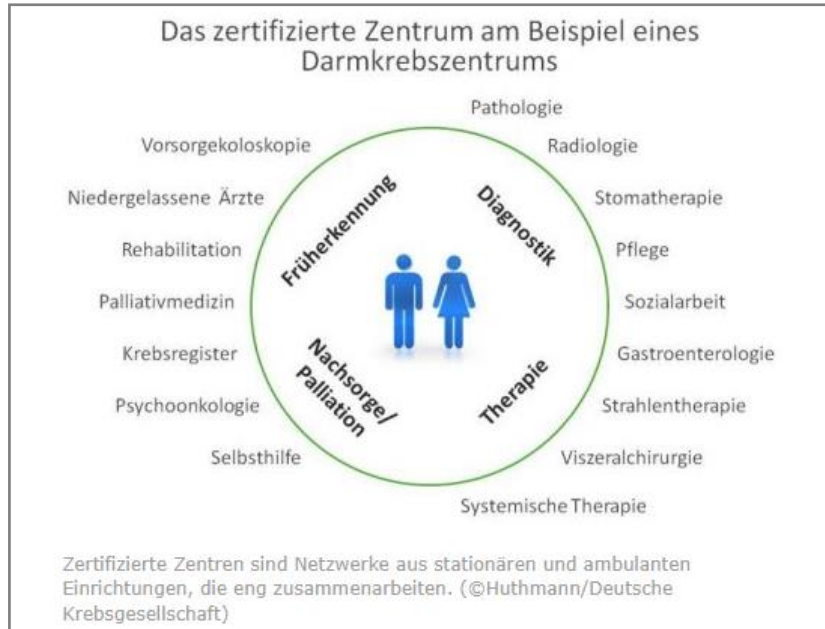 Das zertifizierte Zentrum am Beispiel eines
Darmkrebszentrums
Pathologie
Vorsorgekoloskopie
Radiologie
Niedergelassene Ärzte
Stomatherapie
Rehabilitation
Pflege
Palliativmedizin
Sozialarbeit
Krebsregister
Gastroenterologie
Psychoonkologie
Strahlentherapie
Selbsthilfe
Viszeralchirurgie
Systemische Therapie
Früherkennung
Diagnostik
Nachsorge/
Palliation
Therapie
Zertifizierte Zentren sind Netzwerke aus stationären und ambulanten
Einrichtungen, die eng zusammenarbeiten. (©Huthmann/Deutsche
Krebsgesellschaft)